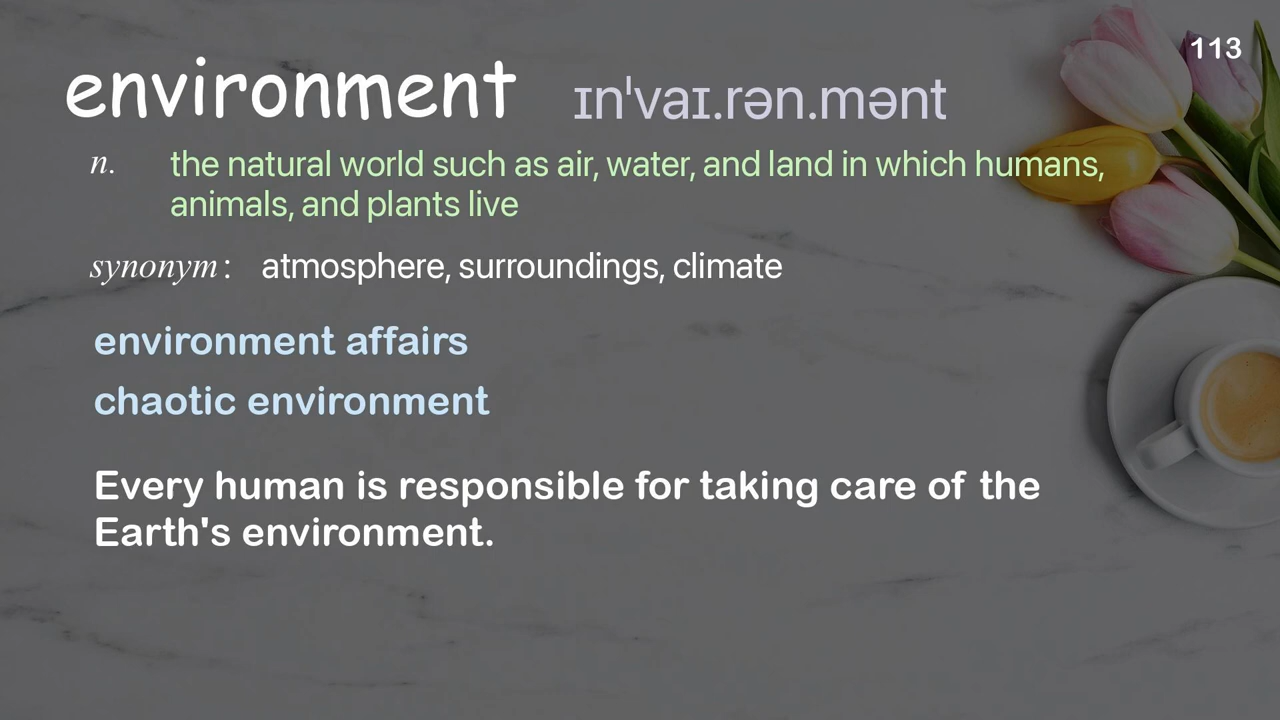 113
environment ɪnˈvaɪ.rən.mənt
n. the natural world such as air, water, and land in which humans,
animals, and plants live
synonym: atmosphere, surroundings, climate
environment affairs
chaotic environment
Every human is responsible for taking care of the
Earth's environment.